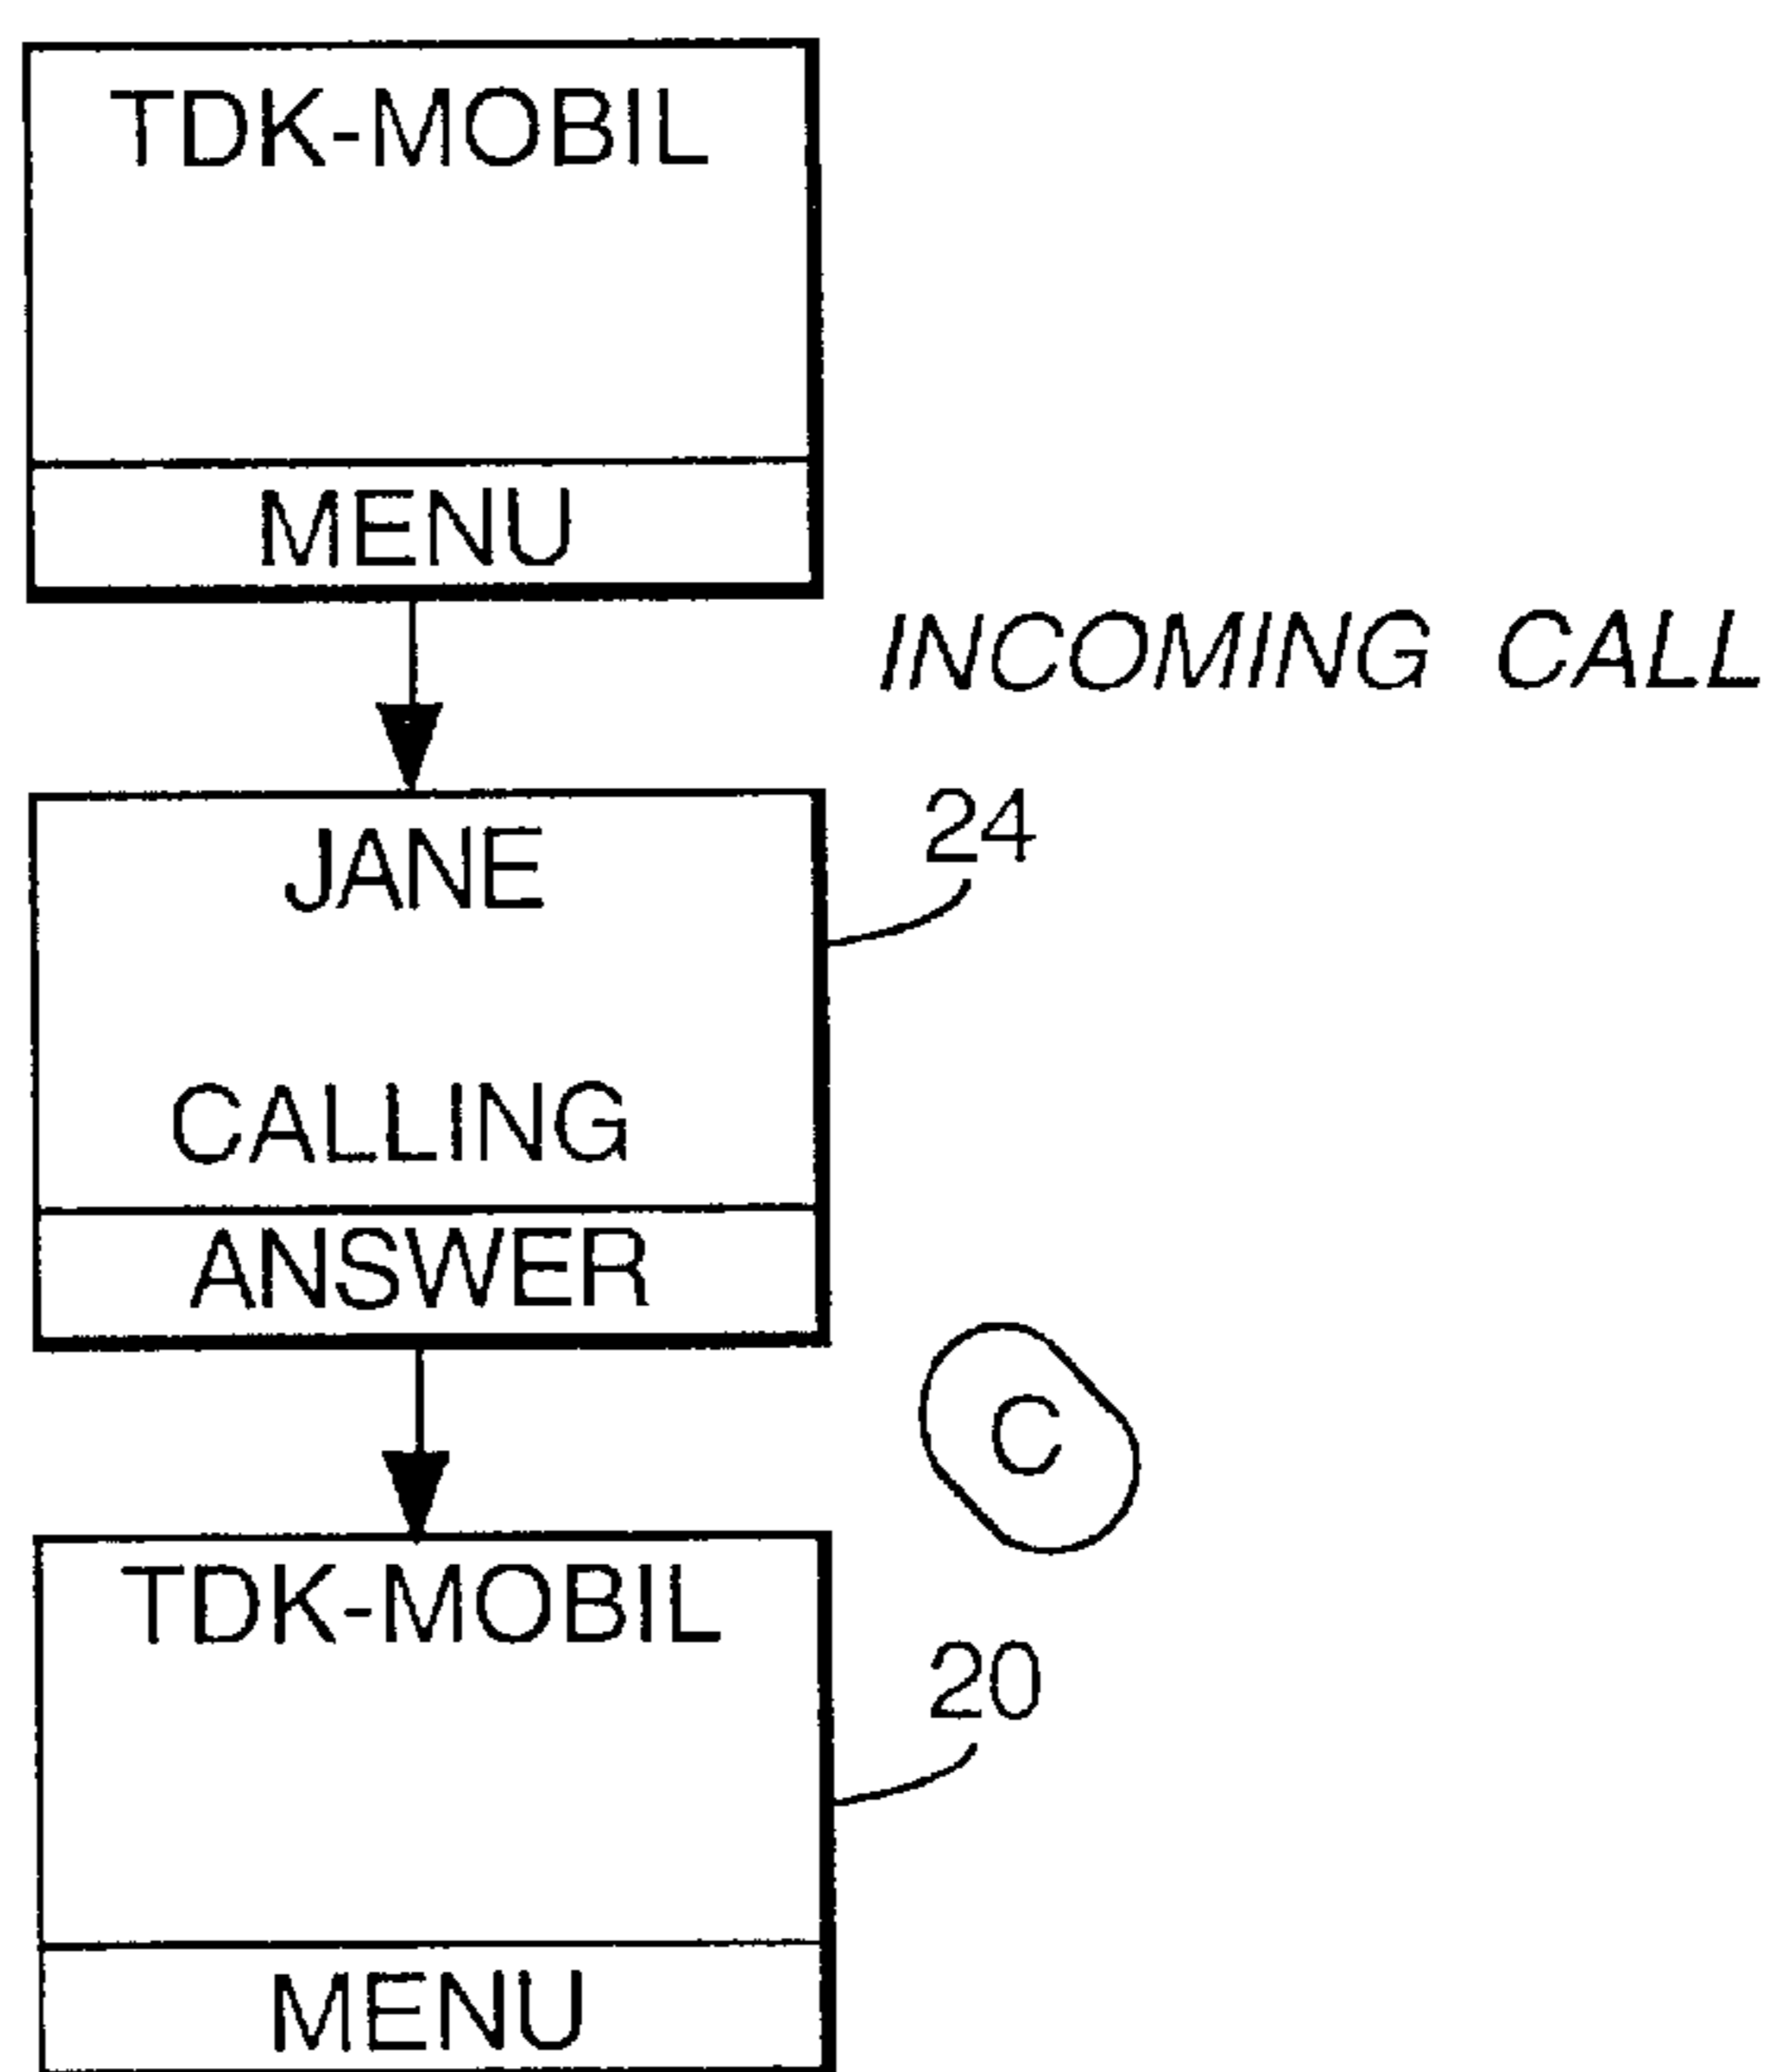 TDK-MOBIL
MENU
INCOMING CALL
JANE
24
CALLING
ANSWER
C
TDK-MOBIL
20
MENU